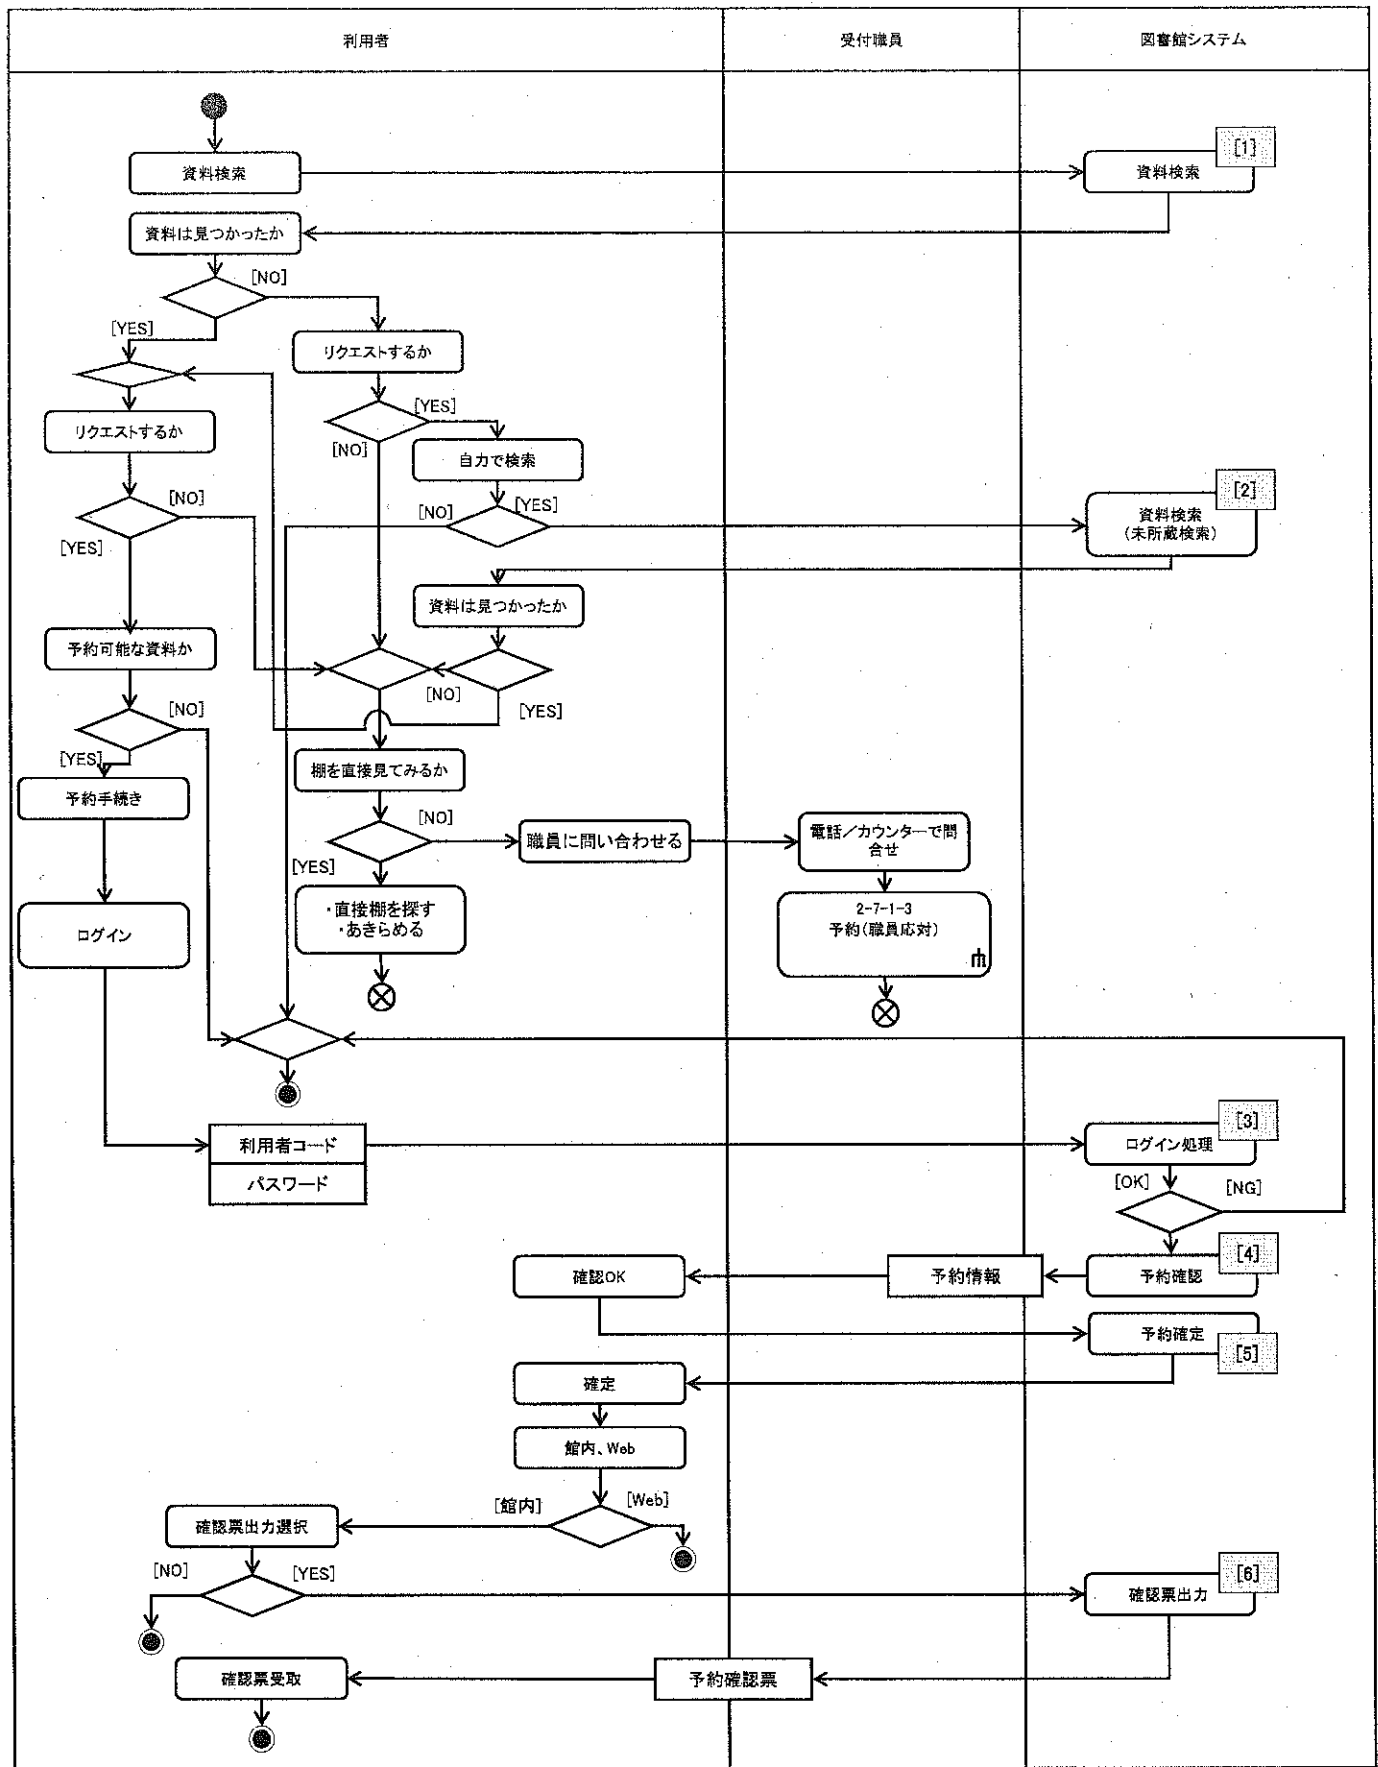 利用者
受付職員
図書館システム
[1]
資料検索
資料検索
資料は見つかったか
[NO]
[YES]
リクエストするか
[YES]
リクエストするか
[NO]
自力で検索
[2]
[NO]
[NO]
[YES]
資料検索
(未所蔵検索)
[YES]
資料は見つかったか
予約可能な資料か
[NO]
[NO]
[YES]
[YES]
棚を直接見てみるか
予約手続き
[NO]
職員に問い合わせる
電話/カウンターで問
合せ
[YES]
・直接棚を探す
・あきらめる
2-7-1-3
予約(職員応対)
ログイン
[3]
利用者コード
ログイン処理
パスワード
[OK]
[NG]
[4]
確認OK
予約情報
予約確認
予約確定
[5]
確定
館内、Web
[館内]
[Web]
確認票出力選択
[NO]
[YES]
[6]
確認票出力
確認票受取
予約確認票